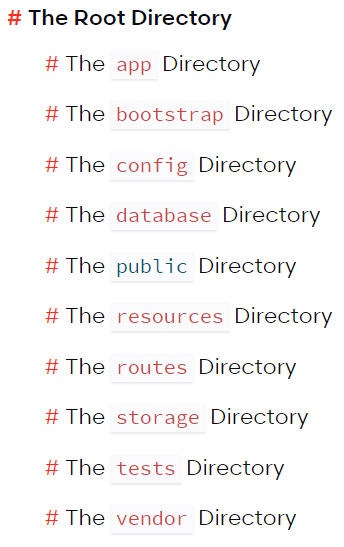 # The Root Directory
# The app Directory
# The bootstrap Directory
# The config Directory
# The database Directory
# The public Directory
# The resources Directory
# The routes Directory
# The storage Directory
# The tests Directory
# The vendor Directory